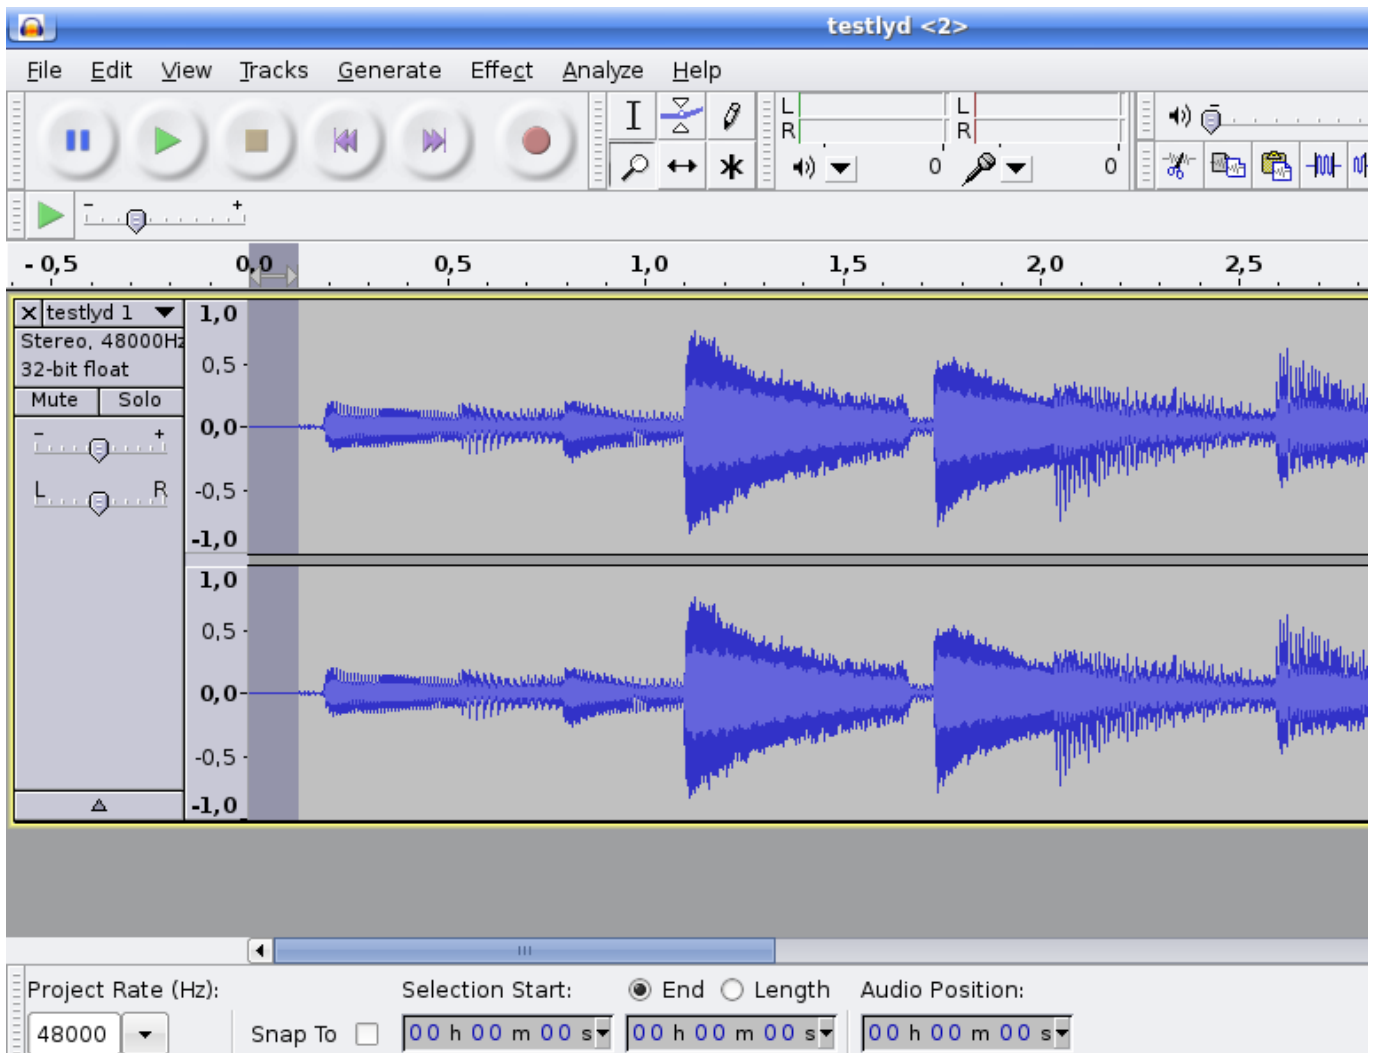 testlyd <2>
File Edit View Tracks Generate Effect Analyze Help
L L
R R
0 0
- +
- 0,5 0,0 0,5 1,0 1,5 2,0 2,5
X testlyd 1
Stereo, 48000Hz
32-bit float
Mute Solo
- +
L R
1,0
0,5
0,0
-0,5
-1,0
1,0
0,5
0,0
-0,5
-1,0
Project Rate (Hz): Selection Start: End Length Audio Position:
48000 Snap To 00 h 00 m 00 s 00 h 00 m 00 s 00 h 00 m 00 s